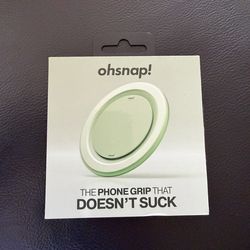 ohsnap!
THE PHONE GRIP THAT
DOESN'T SUCK